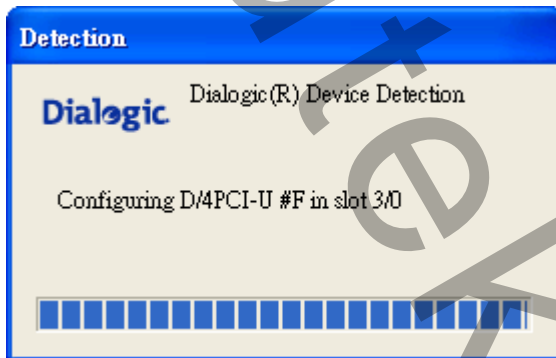 Detection
Dialogic
Dialogic(R) Device Detection
Configuring D/4PCI-U #F in slot 3/0